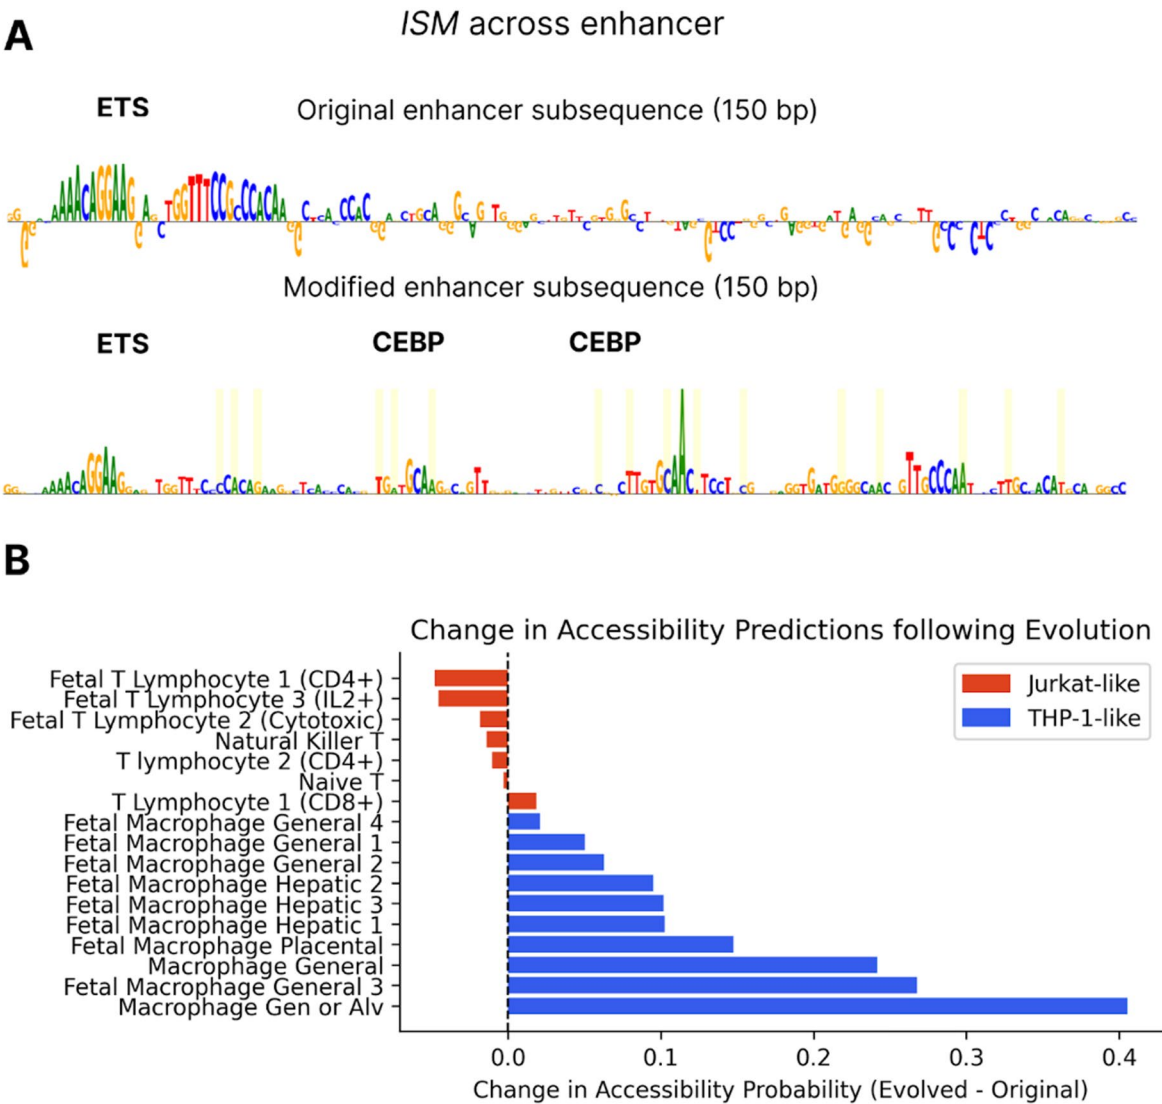 A
ISM across enhancer
ETS
Original enhancer subsequence (150 bp)
Modified enhancer subsequence (150 bp)
ETS
CEBP
CEBP
B
Change in Accessibility Predictions following Evolution
Jurkat-like
THP-1-like
Fetal T Lymphocyte 1 (CD4+)
Fetal T Lymphocyte 3 (IL2+)
Fetal T Lymphocyte 2 (Cytotoxic)
Natural Killer T
T lymphocyte 2 (CD4+)
Naive T
T Lymphocyte 1 (CD8+)
Fetal Macrophage General 4
Fetal Macrophage General 1
Fetal Macrophage General 2
Fetal Macrophage Hepatic 2
Fetal Macrophage Hepatic 3
Fetal Macrophage Hepatic 1
Fetal Macrophage Placental
Macrophage General
Fetal Macrophage General 3
Macrophage Gen or Alv
0.0 0.1 0.2 0.3 0.4
Change in Accessibility Probability (Evolved - Original)